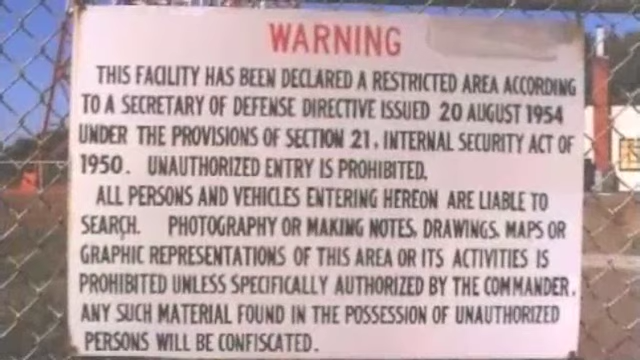 WARNING
THIS FACILITY HAS BEEN DECLARED A RESTRICTED AREA ACCORDING
TO A SECRETARY OF DEFENSE DIRECTIVE ISSUED 20 AUGUST 1954
UNDER THE PROVISIONS OF SECTION 21, INTERNAL SECURITY ACT OF
1950. UNAUTHORIZED ENTRY IS PROHIBITED.
ALL PERSONS AND VEHICLES ENTERING HEREON ARE LIABLE TO
SEARCH. PHOTOGRAPHY OR MAKING NOTES, DRAWINGS, MAPS OR
GRAPHIC REPRESENTATIONS OF THIS AREA OR ITS ACTIVITIES IS
PROHIBITED UNLESS SPECIFICALLY AUTHORIZED BY THE COMMANDER.
ANY SUCH MATERIAL FOUND IN THE POSSESSION OF UNAUTHORIZED
PERSONS WILL BE CONFISCATED.